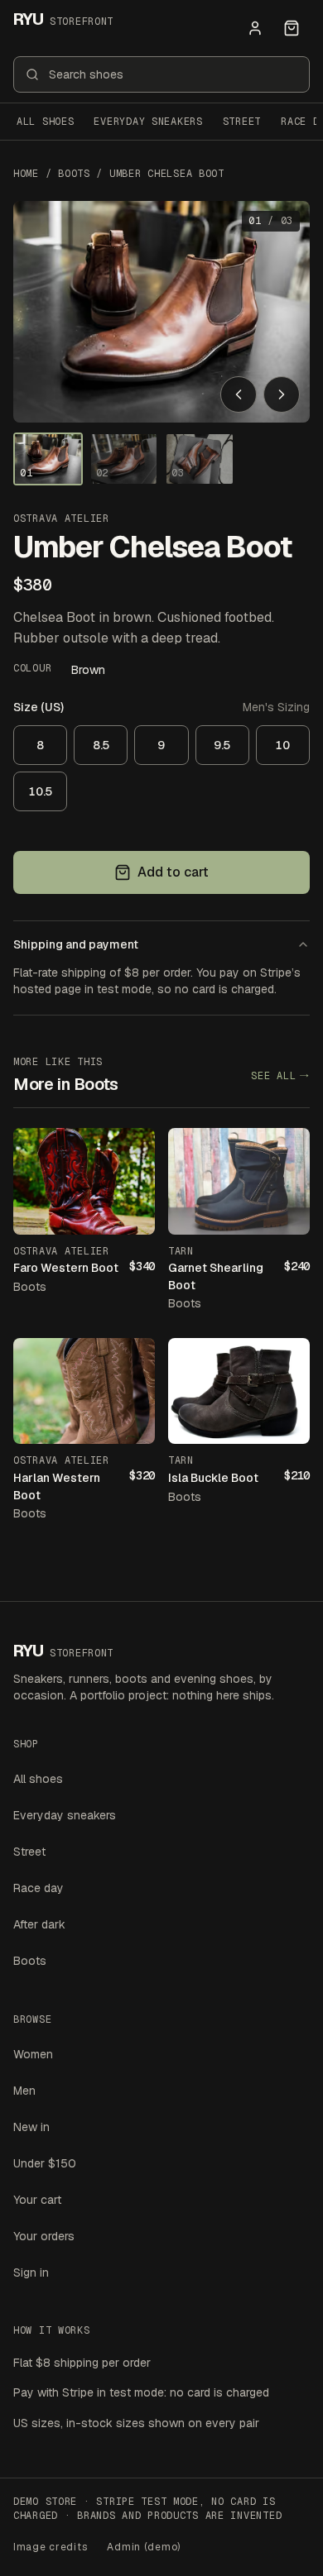 RYU STOREFRONT
Search shoes
ALL SHOES EVERYDAY SNEAKERS STREET RACE D
HOME / BOOTS / UMBER CHELSEA BOOT
01 / 03
01 02 03
OSTRAVA ATELIER
Umber Chelsea Boot
$380
Chelsea Boot in brown. Cushioned footbed.
Rubber outsole with a deep tread.
COLOUR Brown
Size (US) Men's Sizing
8 8.5 9 9.5 10
10.5
Add to cart
Shipping and payment
Flat-rate shipping of $8 per order. You pay on Stripe's
hosted page in test mode, so no card is charged.
MORE LIKE THIS
More in Boots
SEE ALL →
OSTRAVA ATELIER
Faro Western Boot $340
Boots
TARN
Garnet Shearling $240
Boot
Boots
OSTRAVA ATELIER
Harlan Western $320
Boot
Boots
TARN
Isla Buckle Boot $210
Boots
RYU STOREFRONT
Sneakers, runners, boots and evening shoes, by
occasion. A portfolio project: nothing here ships.
SHOP
All shoes
Everyday sneakers
Street
Race day
After dark
Boots
BROWSE
Women
Men
New in
Under $150
Your cart
Your orders
Sign in
HOW IT WORKS
Flat $8 shipping per order
Pay with Stripe in test mode: no card is charged
US sizes, in-stock sizes shown on every pair
DEMO STORE · STRIPE TEST MODE, NO CARD IS
CHARGED · BRANDS AND PRODUCTS ARE INVENTED
Image credits Admin (demo)